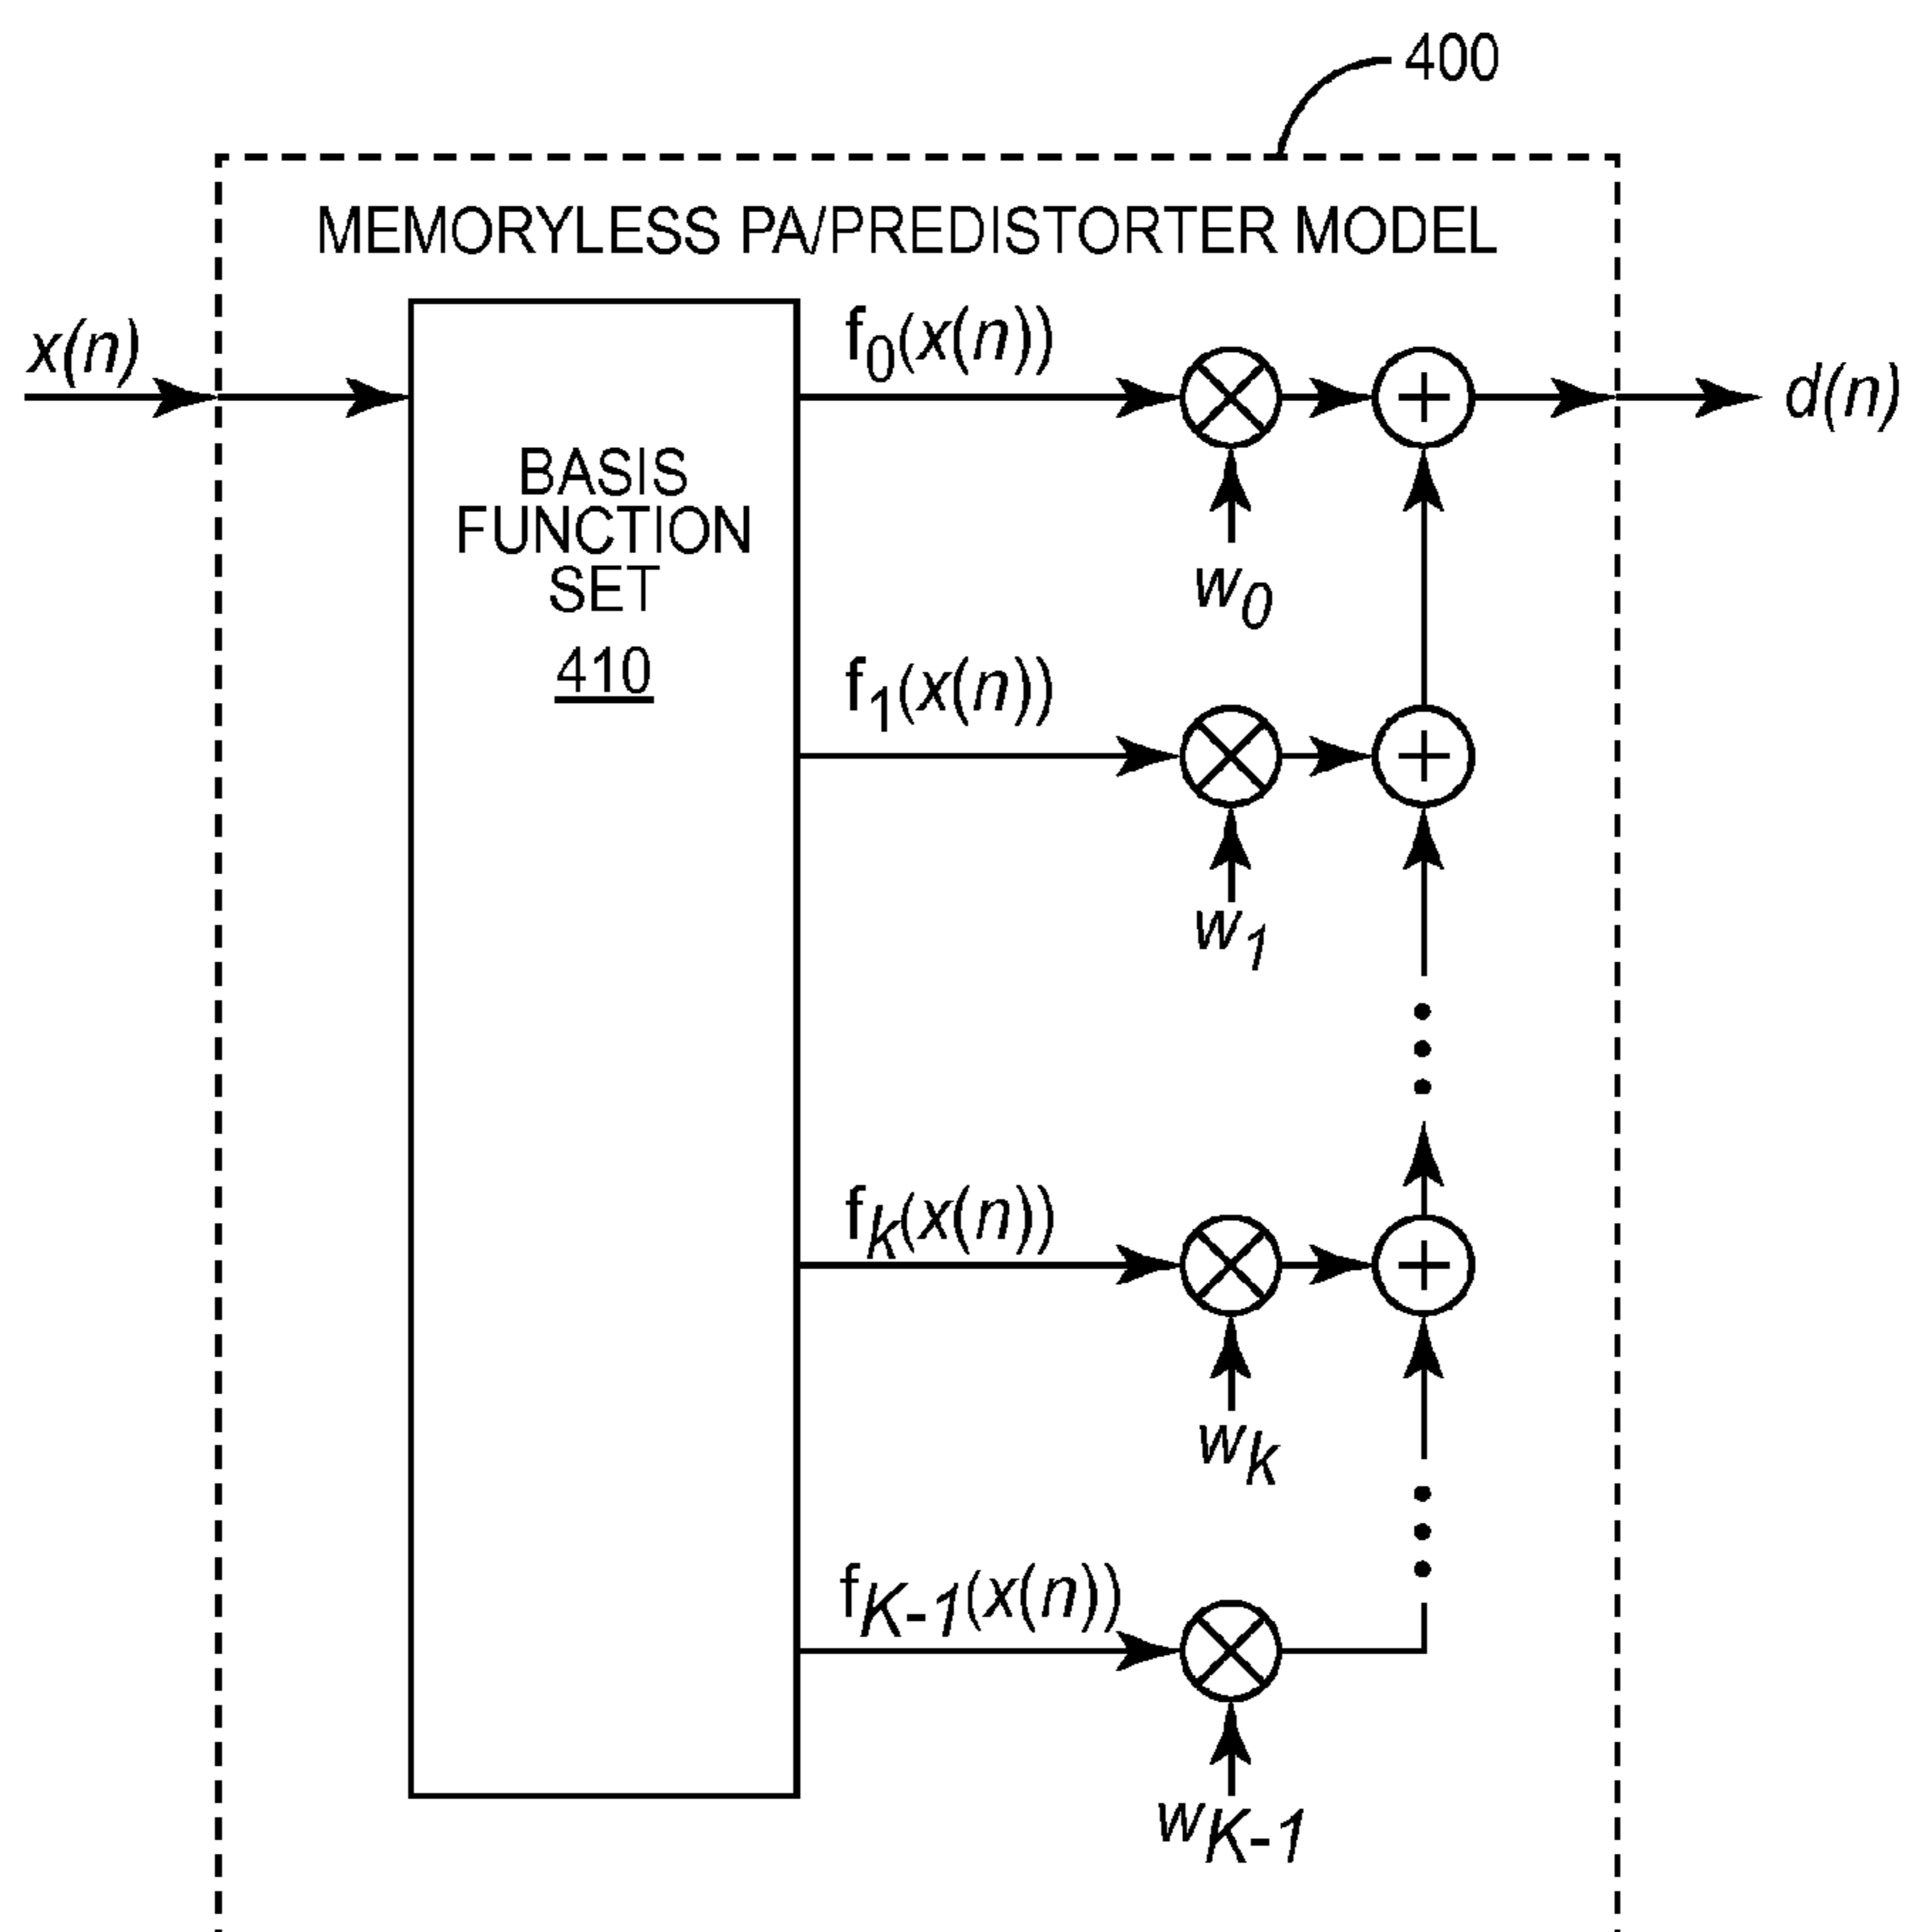 400
MEMORYLESS PA/PREDISTORTER MODEL
x(n)
f0(x(n))
d(n)
BASIS
FUNCTION
SET
410
w0
f1(x(n))
w1
fk(x(n))
wk
fK-1(x(n))
wK-1